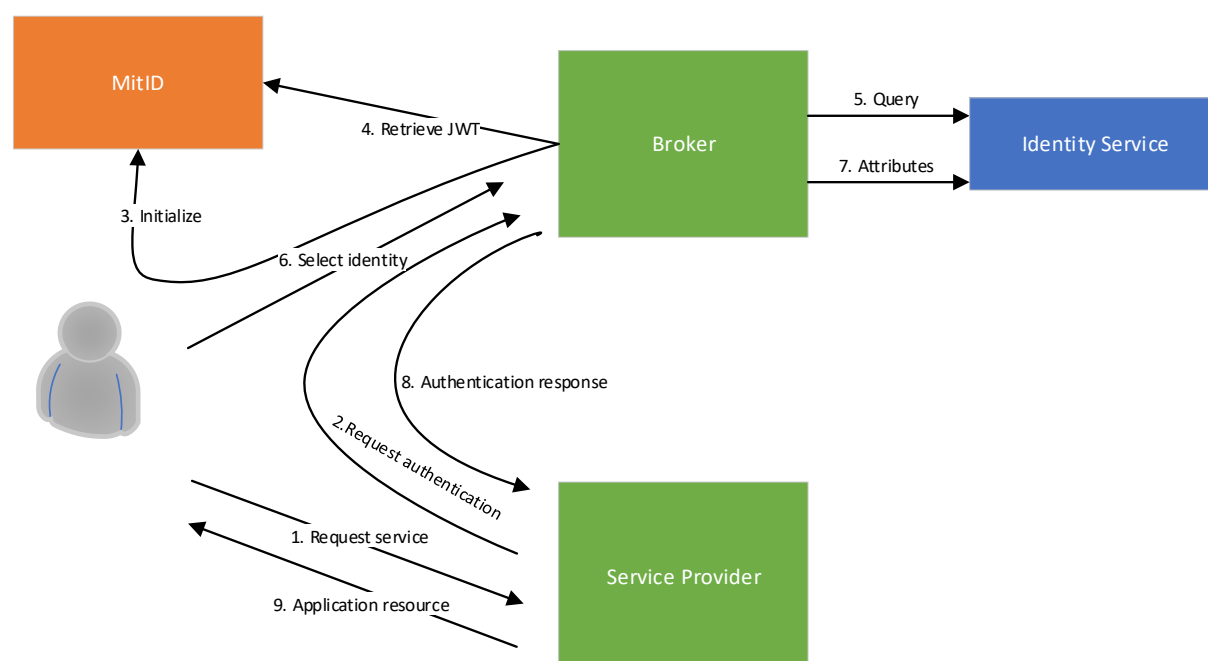 MitID
Broker
5. Query
4. Retrieve JWT
Identity Service
7. Attributes
3. Initialize
6. Select identity
8. Authentication response
2.Request authentication
1. Request service
Service Provider
9. Application resource